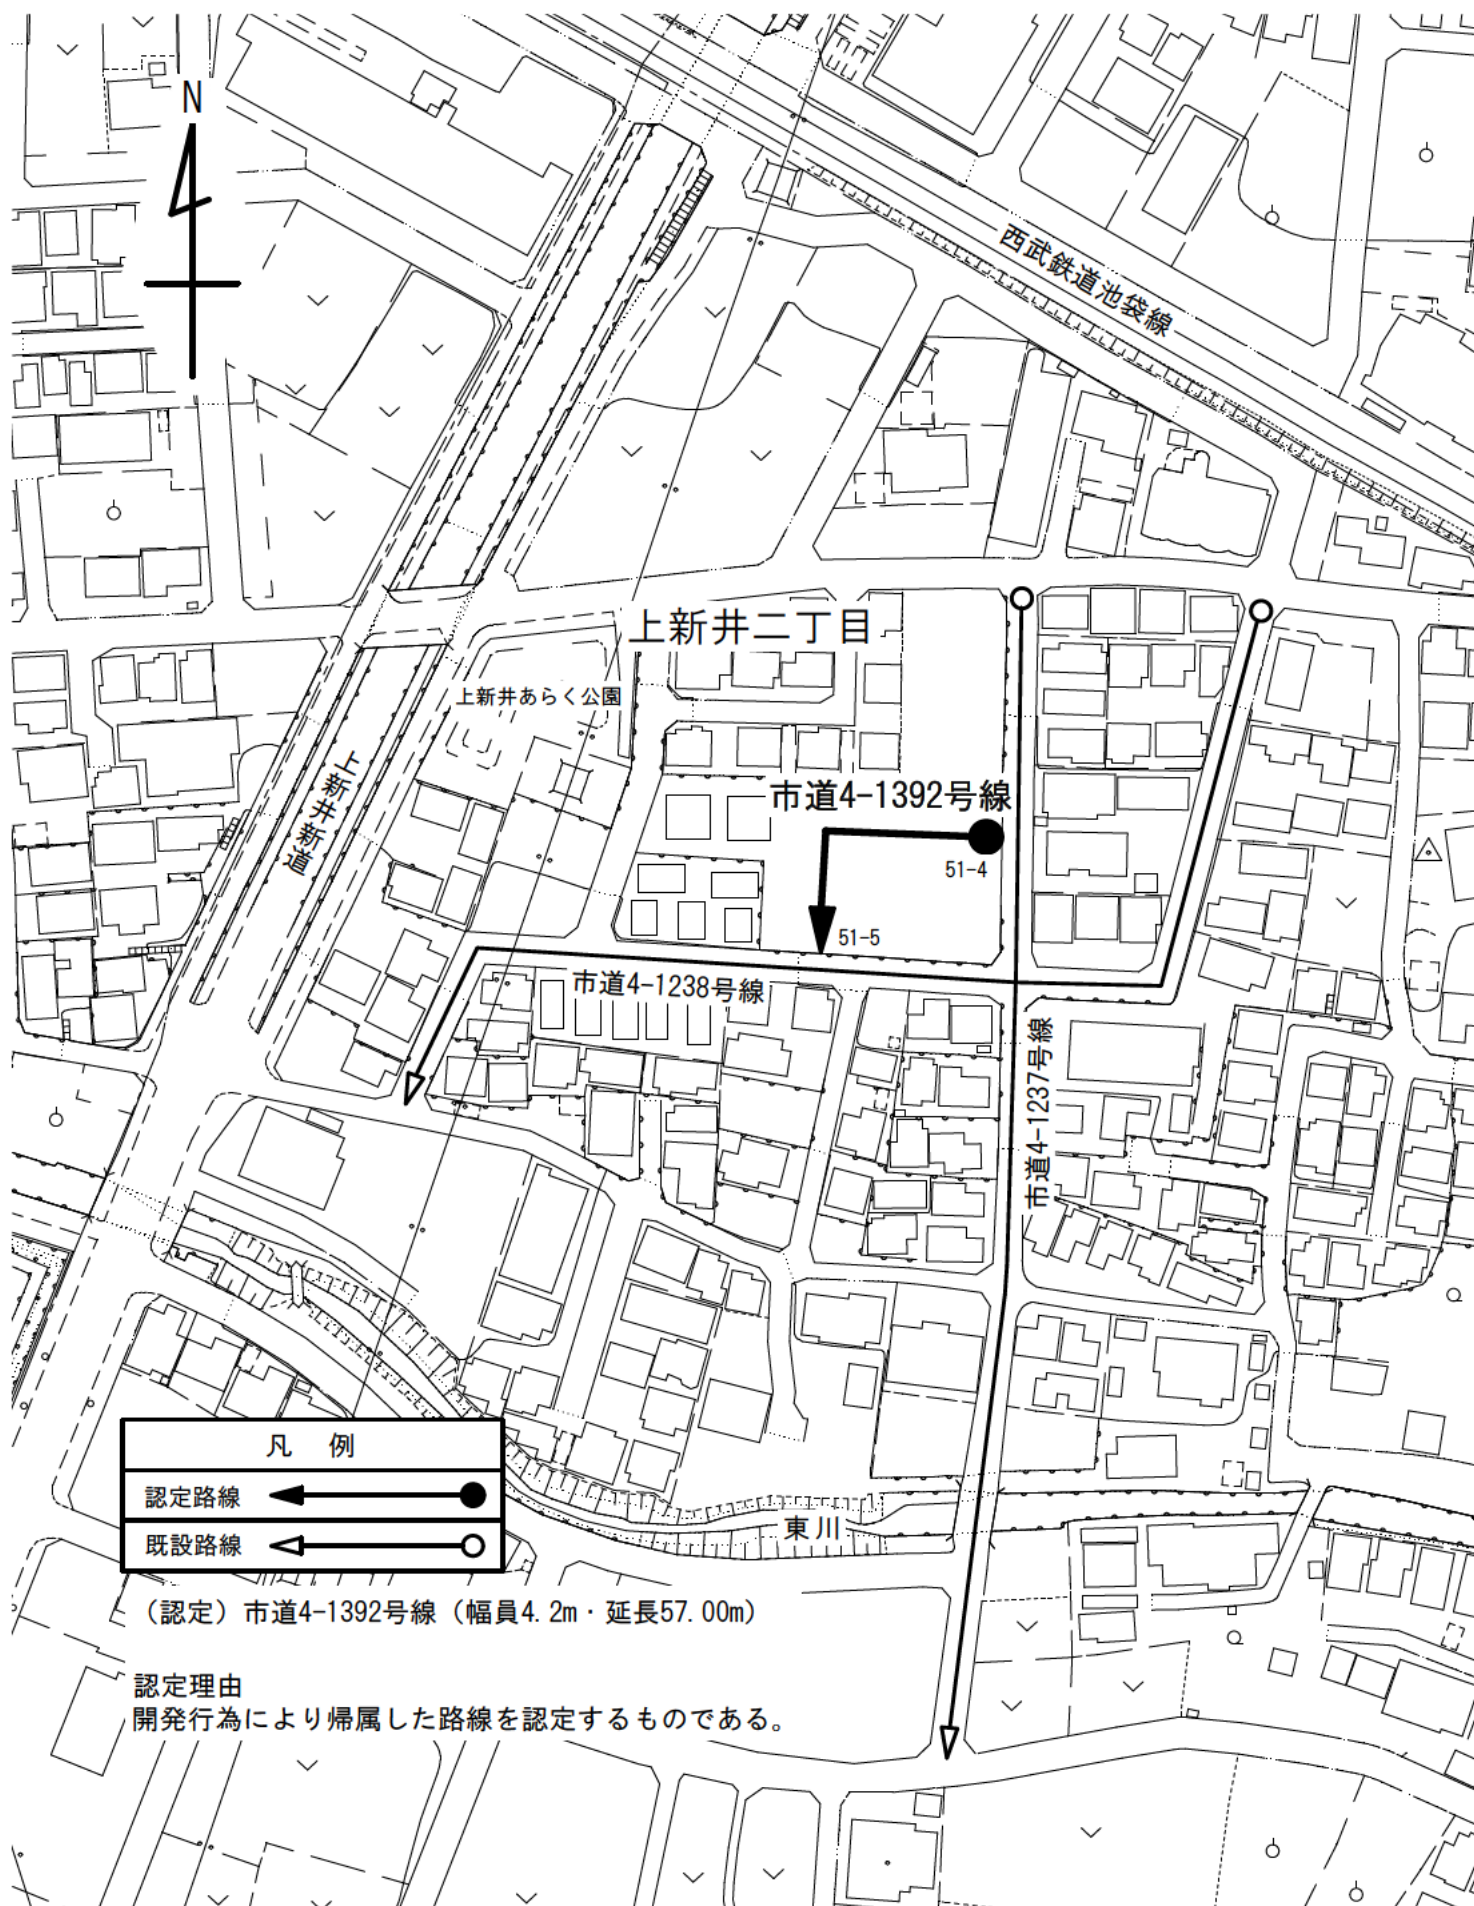 N
西武鉄道池袋線
上新井二丁目
上新井あらく公園
上新井新道
市道4-1392号線
51-4
51-5
市道4-1238号線
市道4-1237号線
凡 例
認定路線
既設路線
東川
（認定）市道4-1392号線（幅員4.2m・延長57.00m）
認定理由
開発行為により帰属した路線を認定するものである。